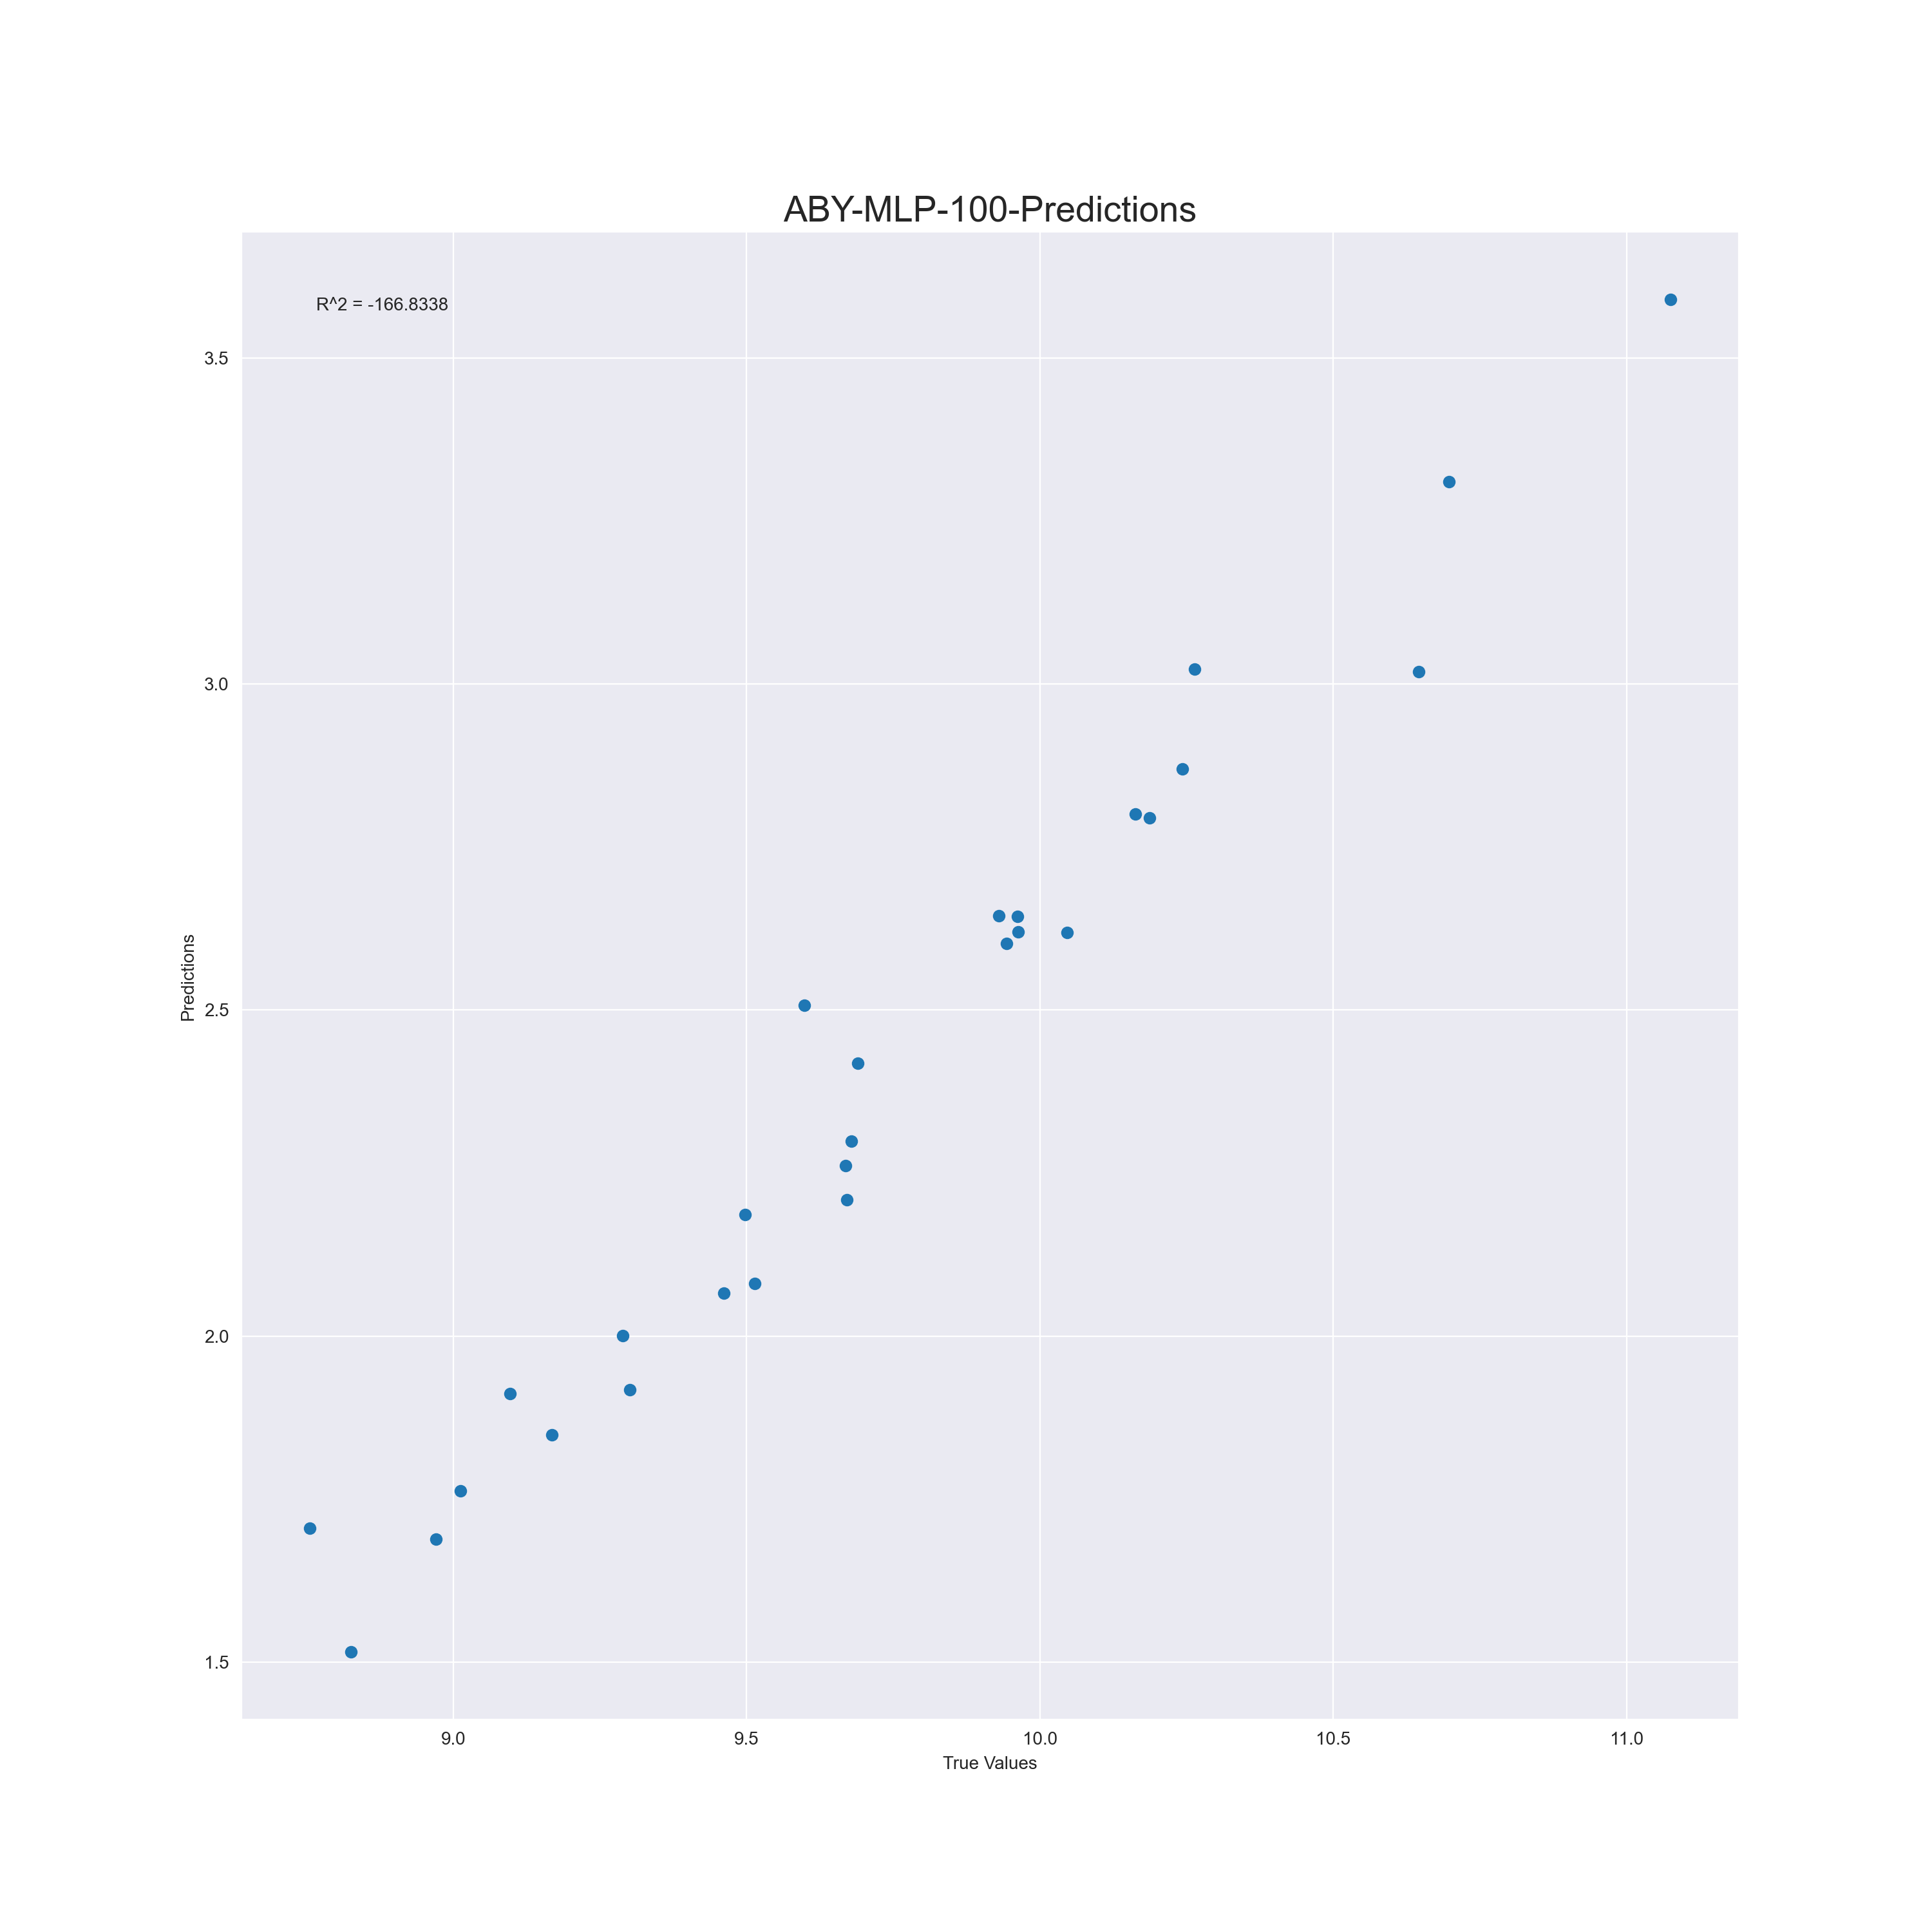 ABY-MLP-100-Predictions
R^2 = -166.8338
3.5
3.0
2.5
2.0
1.5
Predictions
9.0 9.5 10.0 10.5 11.0
True Values